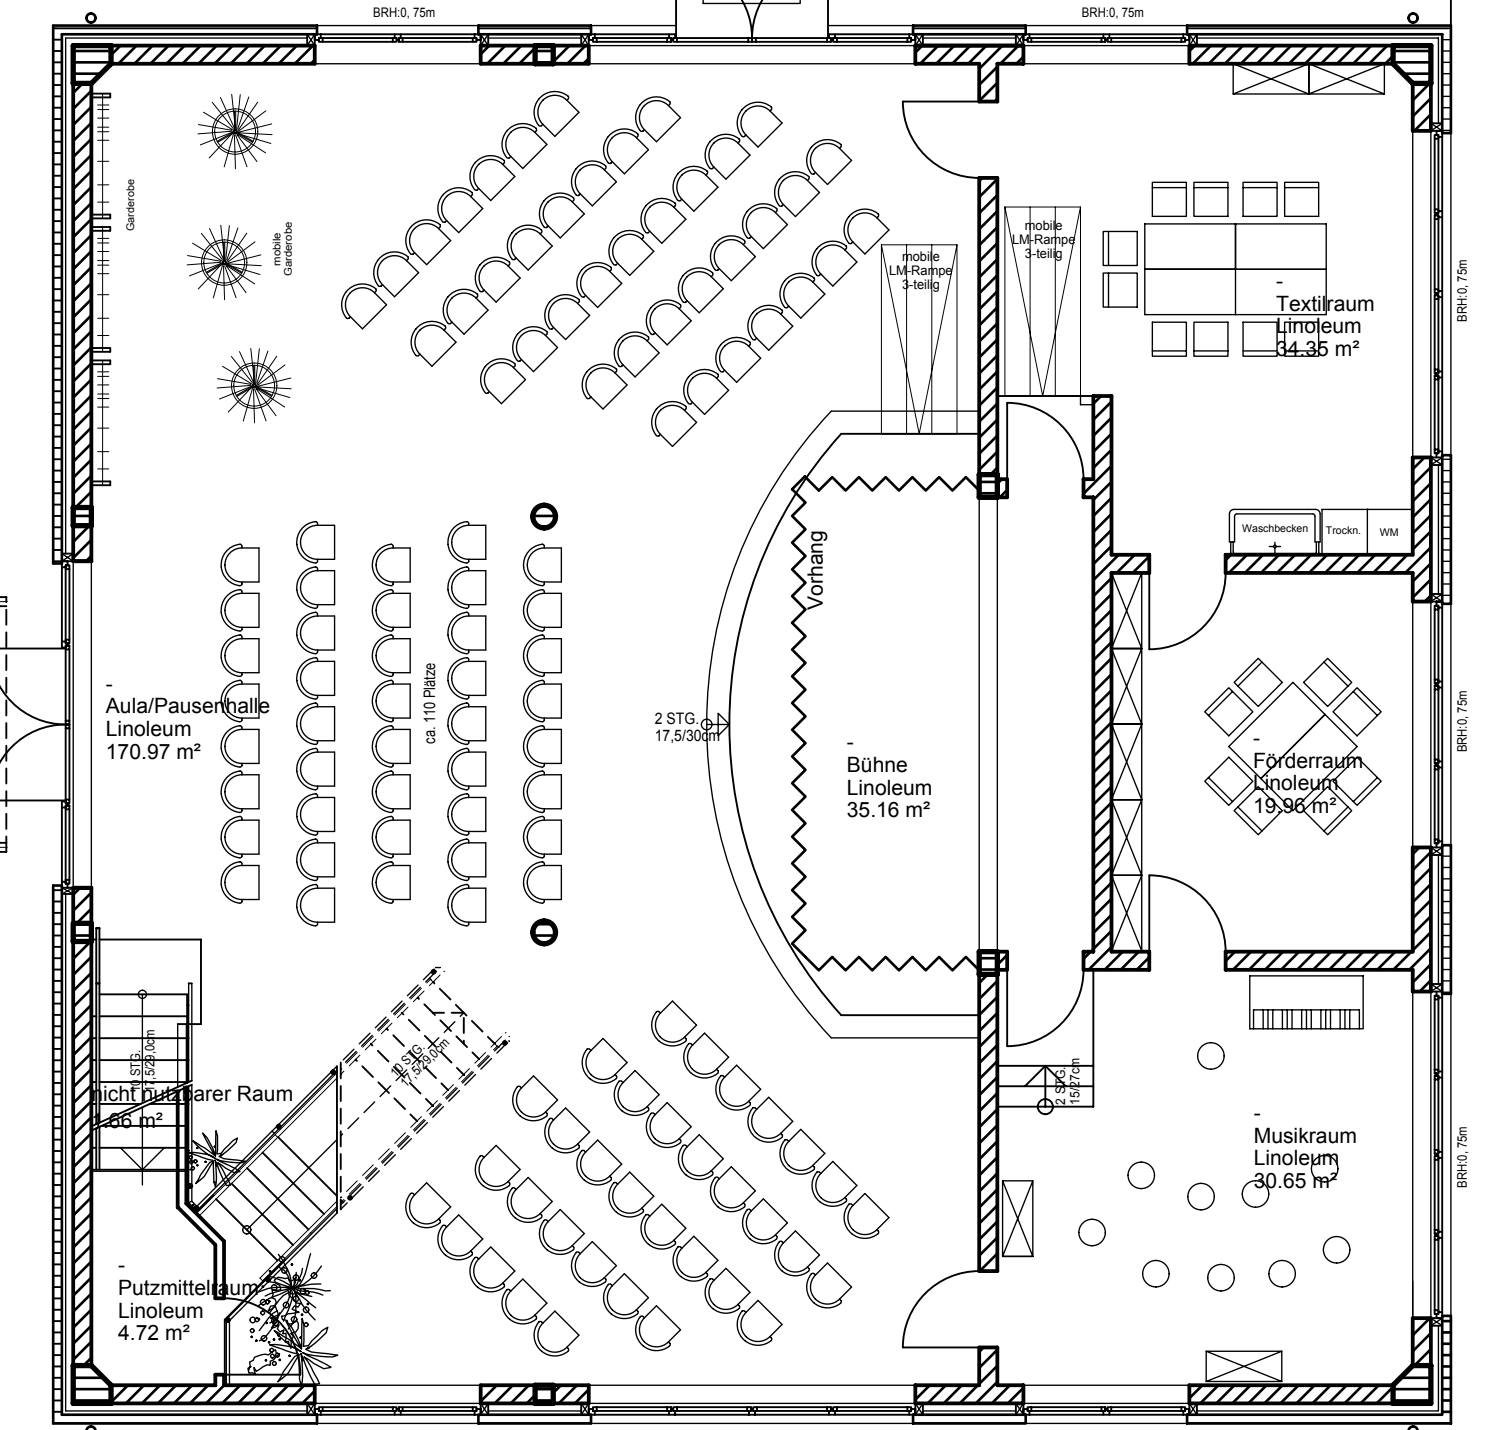 BRH:0, 75m
BRH:0, 75m
Garderobe
mobile
Garderobe
mobile
LM-Rampe
3-teilig
mobile
LM-Rampe
3-teilig
BRH:0, 75m
-
Textilraum
Linoleum
34.35 m²
Waschbecken
Trockn.
WM
Vorhang
ca. 110 Plätze
-
Aula/Pausenhalle
Linoleum
170.97 m²
2 STG.
17,5/30cm
-
Bühne
Linoleum
35.16 m²
-
Förderraum
Linoleum
19.96 m²
BRH:0, 75m
10 STG.
17,5/29,0cm
10 STG.
17,5/29,0cm
nicht nutzbarer Raum
.66 m²
2 STG.
15/27cm
-
Musikraum
Linoleum
30.65 m²
BRH:0, 75m
-
Putzmittelraum
Linoleum
4.72 m²